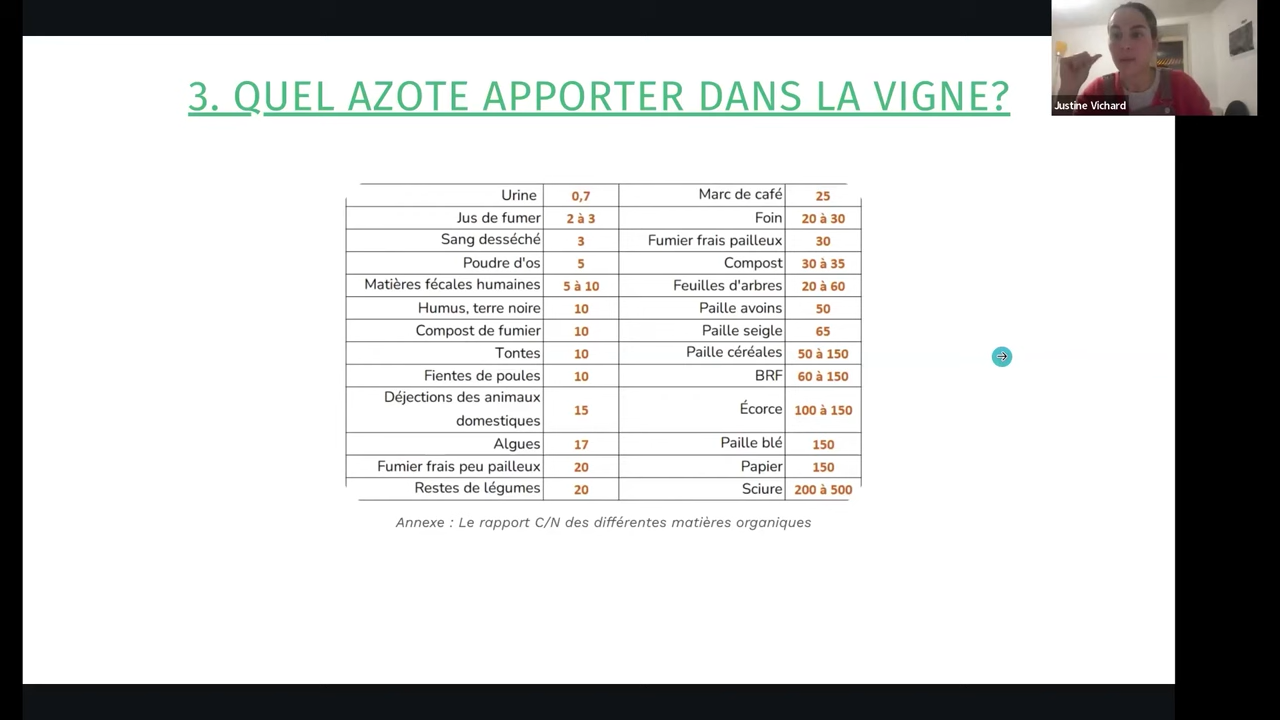 3. QUEL AZOTE APPORTER DANS LA VIGNE?
Justine Vichard
Urine 0,7 Marc de café 25
Jus de fumer 2 à 3 Foin 20 à 30
Sang desséché 3 Fumier frais pailleux 30
Poudre d'os 5 Compost 30 à 35
Matières fécales humaines 5 à 10 Feuilles d'arbres 20 à 60
Humus, terre noire 10 Paille avoins 50
Compost de fumier 10 Paille seigle 65
Tontes 10 Paille céréales 50 à 150
Fientes de poules 10 BRF 60 à 150
Déjections des animaux
domestiques 15 Écorce 100 à 150
Algues 17 Paille blé 150
Fumier frais peu pailleux 20 Papier 150
Restes de légumes 20 Sciure 200 à 500
Annexe : Le rapport C/N des différentes matières organiques